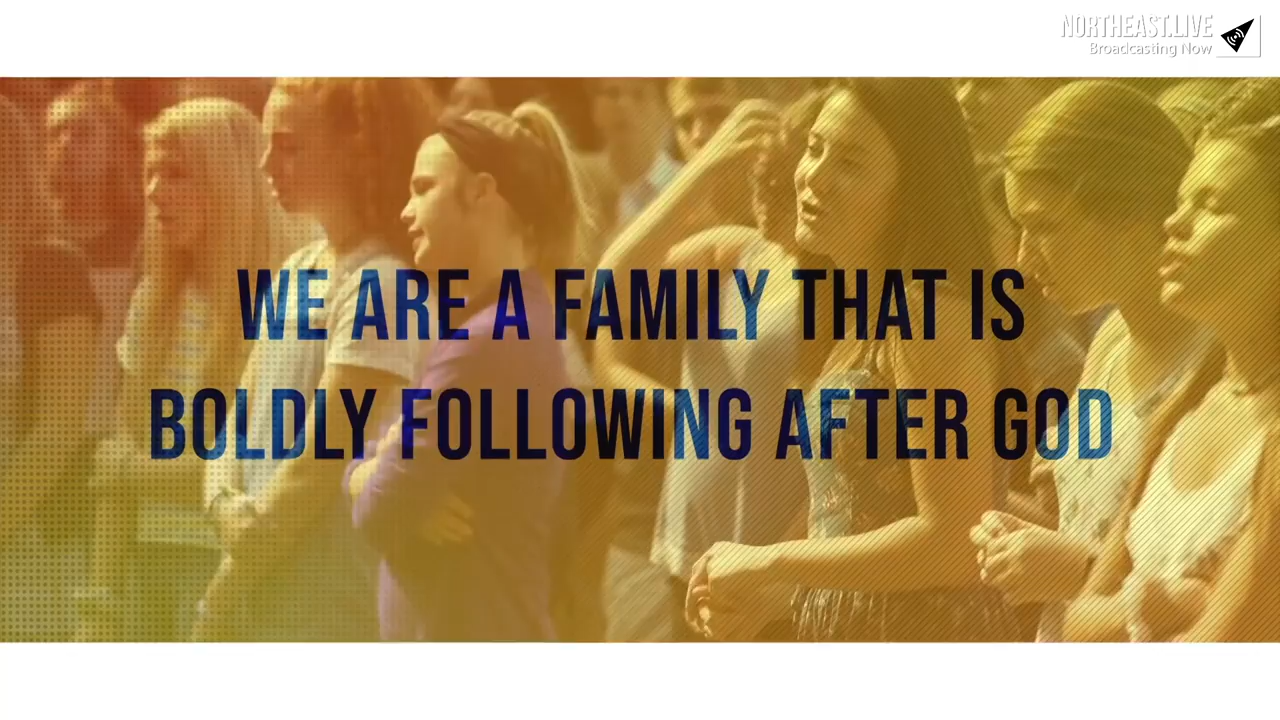 NORTHEAST.LIVE
Broadcasting Now
WE ARE A FAMILY THAT IS
BOLDLY FOLLOWING AFTER GOD